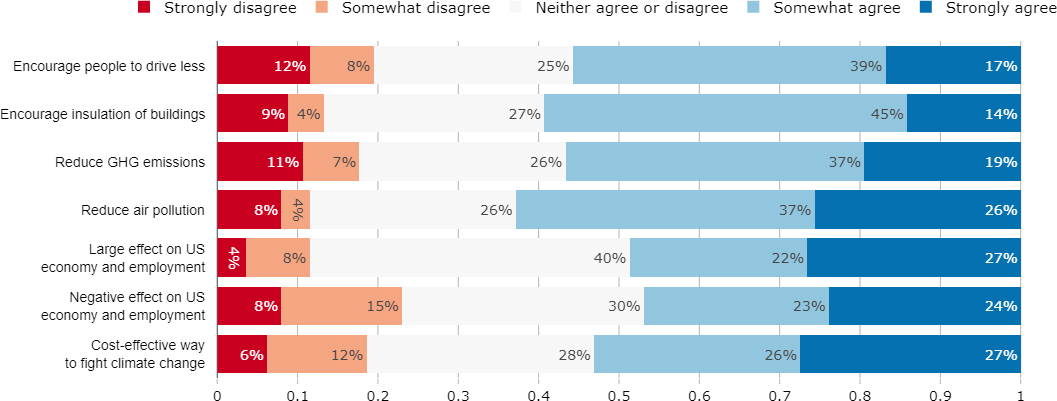 Strongly disagree Somewhat disagree Neither agree or disagree Somewhat agree Strongly agree
Encourage people to drive less 12% 8% 25% 39% 17%
Encourage insulation of buildings 9% 4% 27% 45% 14%
Reduce GHG emissions 11% 7% 26% 37% 19%
Reduce air pollution 8% 4% 26% 37% 26%
Large effect on US
economy and employment 4% 8% 40% 22% 27%
Negative effect on US
economy and employment 8% 15% 30% 23% 24%
Cost-effective way
to fight climate change 6% 12% 28% 26% 27%
0 0.1 0.2 0.3 0.4 0.5 0.6 0.7 0.8 0.9 1